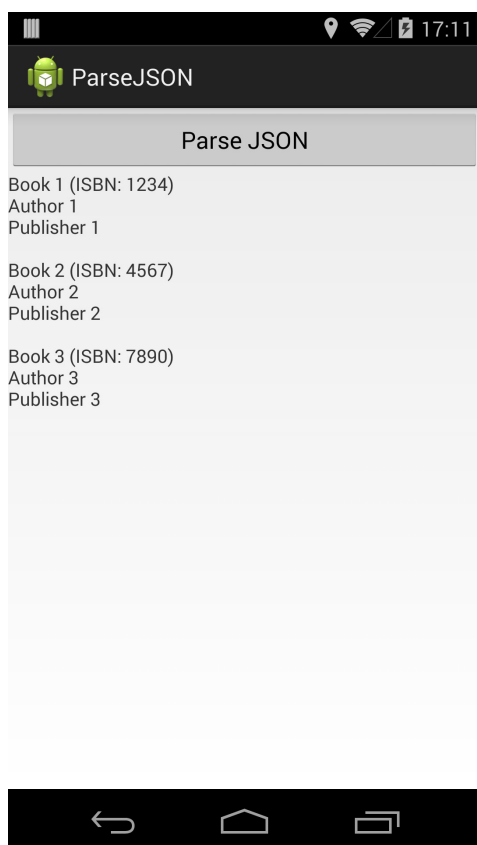 17:11
ParseJSON
Parse JSON
Book 1 (ISBN: 1234)
Author 1
Publisher 1
Book 2 (ISBN: 4567)
Author 2
Publisher 2
Book 3 (ISBN: 7890)
Author 3
Publisher 3